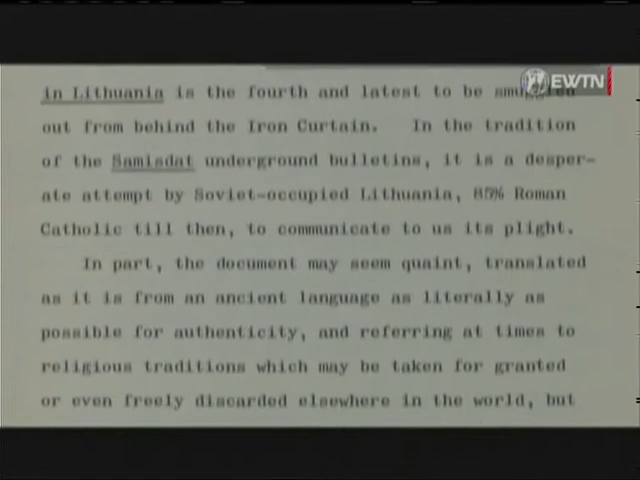 EWTN
in Lithuania is the fourth and latest to be smuggled
out from behind the Iron Curtain. In the tradition
of the Samisdat underground bulletins, it is a desper-
ate attempt by Soviet-occupied Lithuania, 85% Roman
Catholic till then, to communicate to us its plight.
In part, the document may seem quaint, translated
as it is from an ancient language as literally as
possible for authenticity, and referring at times to
religious traditions which may be taken for granted
or even freely discarded elsewhere in the world, but